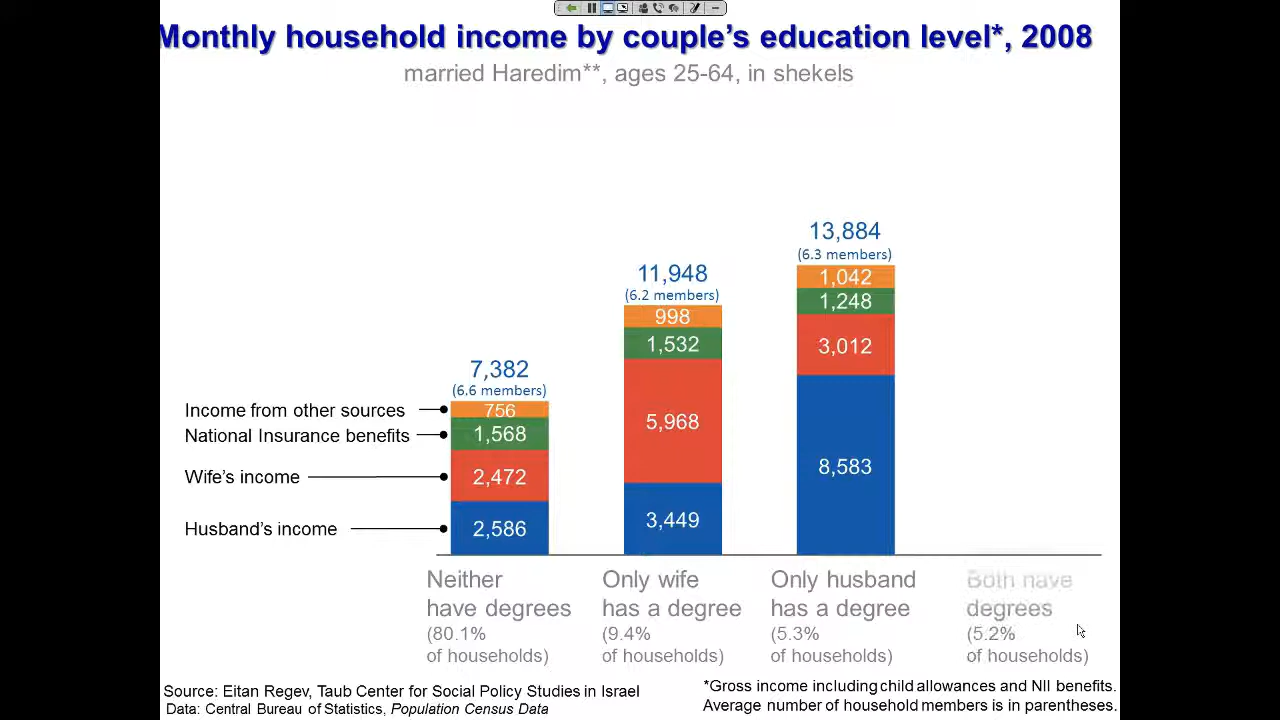 Monthly household income by couple's education level*, 2008
married Haredim**, ages 25-64, in shekels
13,884
(6.3 members)
11,948
(6.2 members)
7,382
(6.6 members)
Income from other sources
National Insurance benefits
Wife's income
Husband's income
756
1,568
2,472
2,586
998
1,532
5,968
3,449
1,042
1,248
3,012
8,583
Neither
have degrees
(80.1%
of households)
Only wife
has a degree
(9.4%
of households)
Only husband
has a degree
(5.3%
of households)
Both have
degrees
(5.2%
of households)
Source: Eitan Regev, Taub Center for Social Policy Studies in Israel
Data: Central Bureau of Statistics, Population Census Data
*Gross income including child allowances and NII benefits.
Average number of household members is in parentheses.